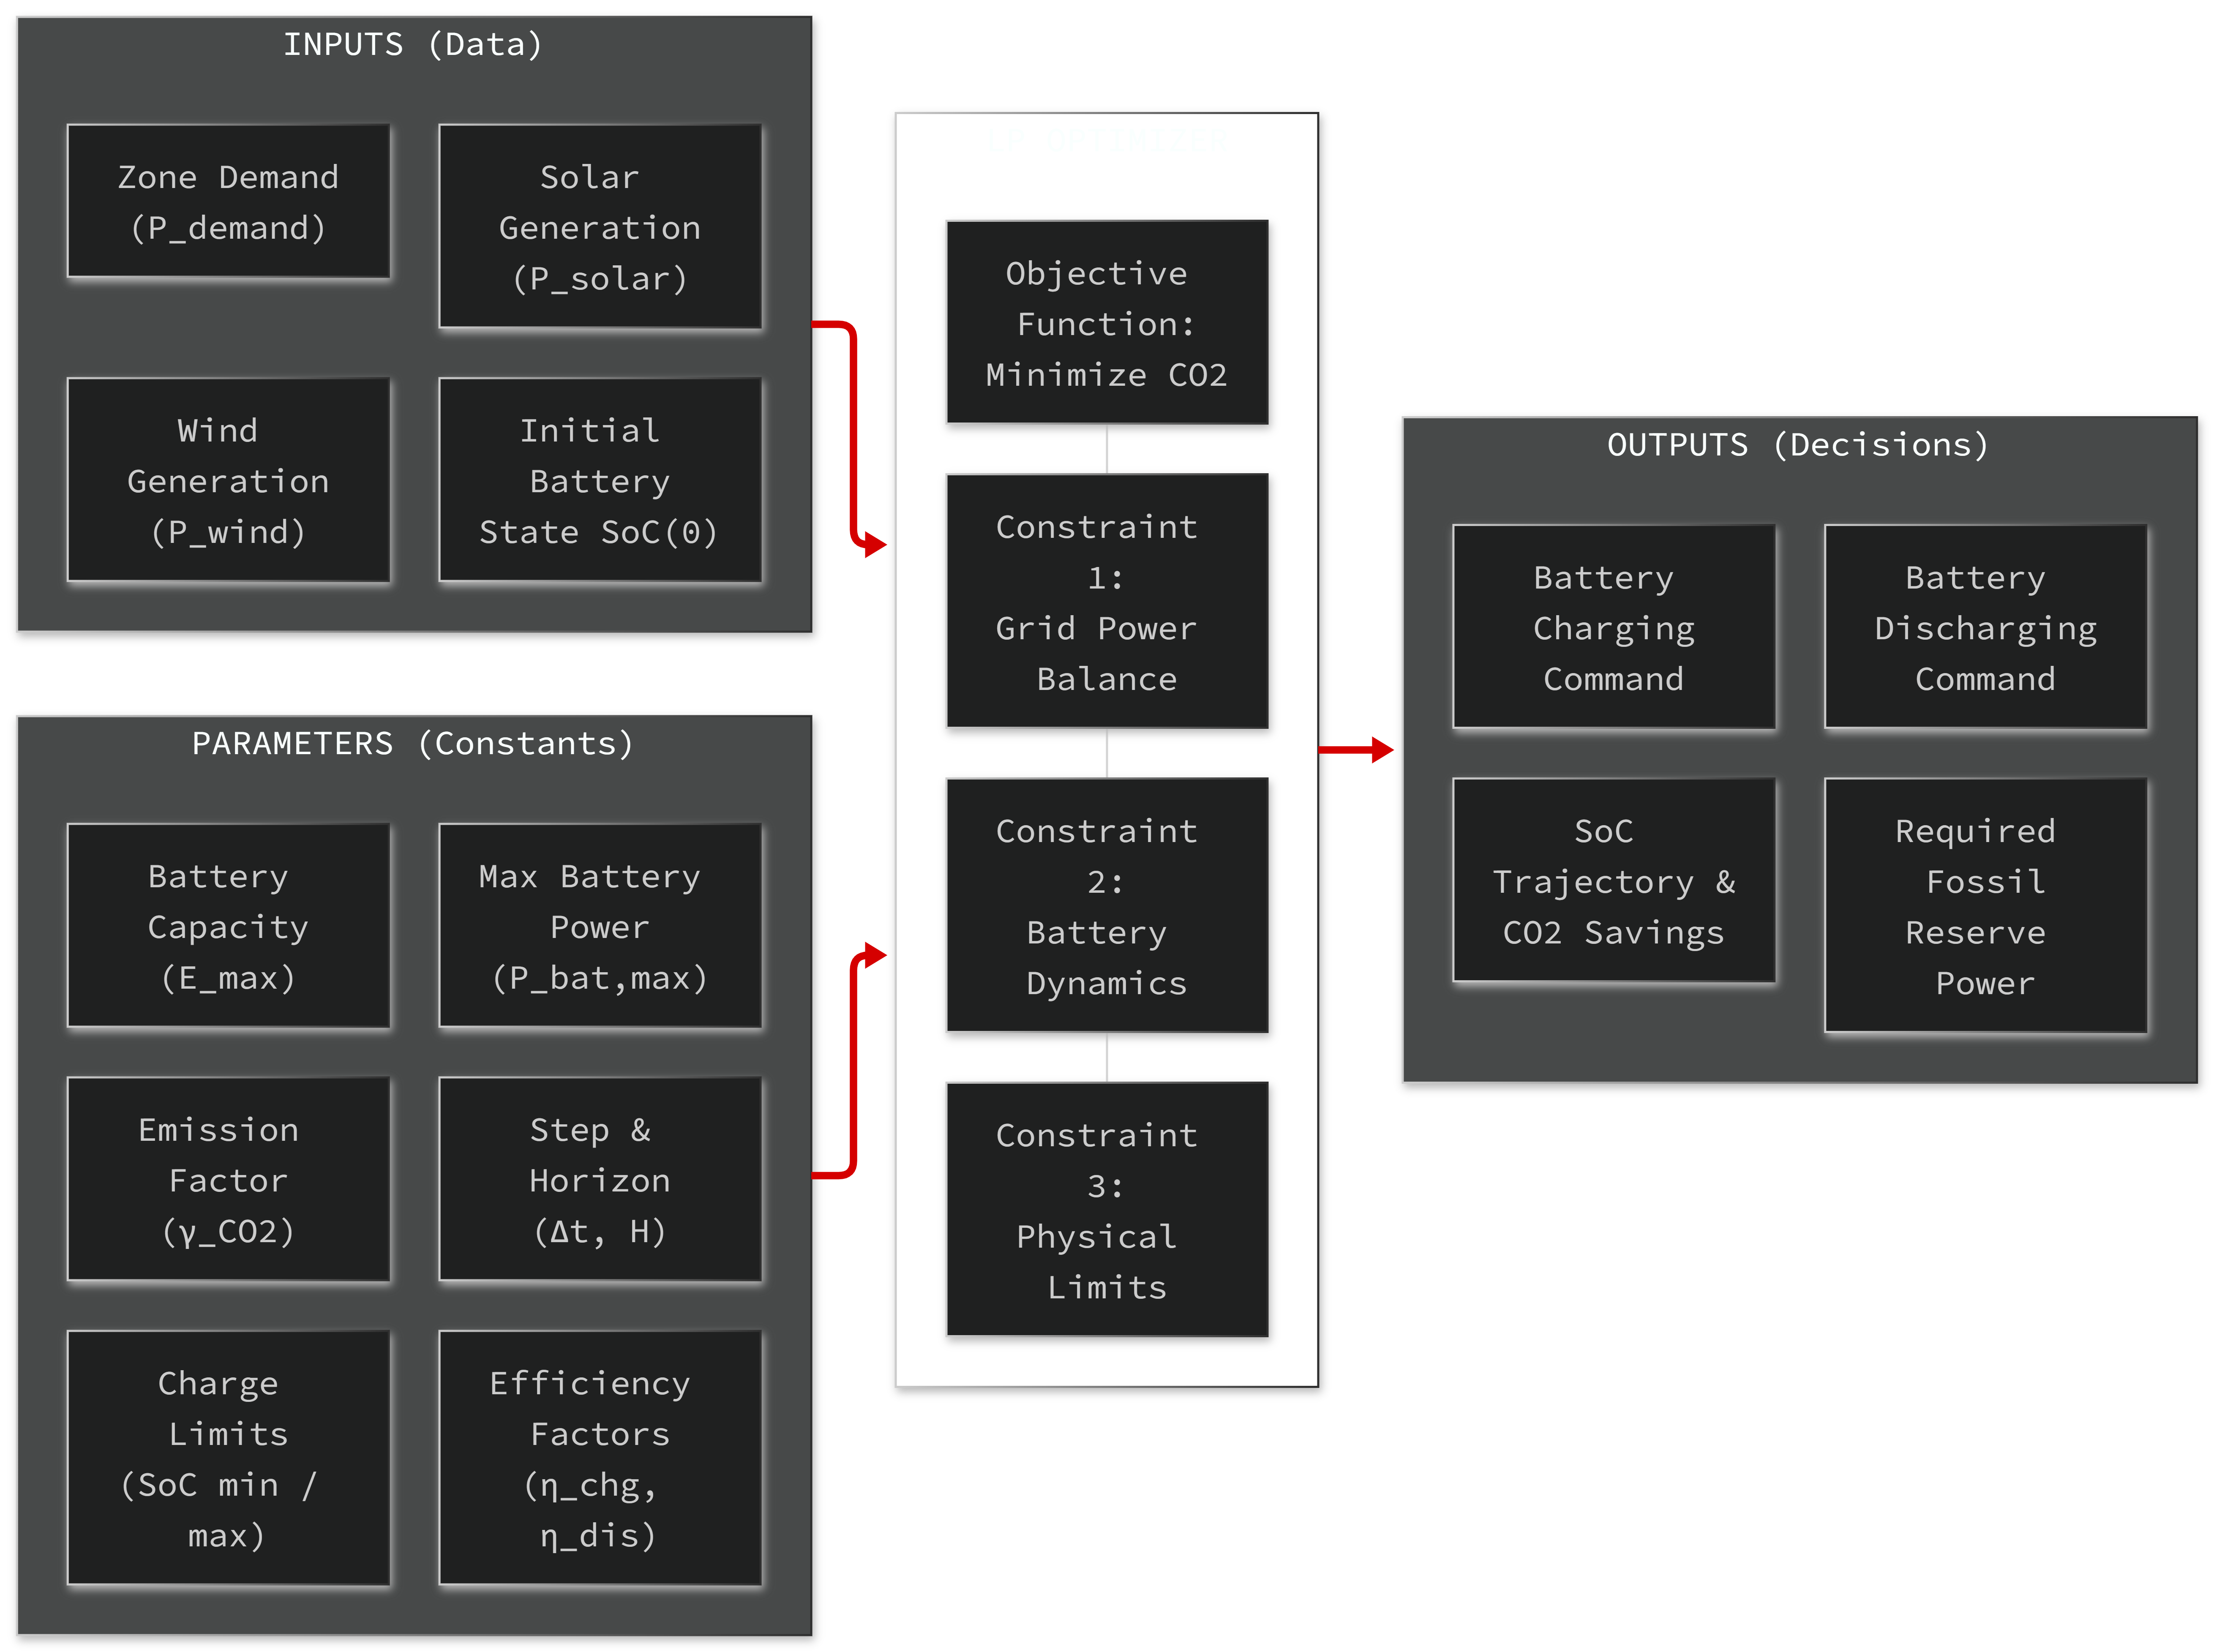 INPUTS (Data)
Zone Demand
(P_demand)
Solar
Generation
(P_solar)
Wind
Generation
(P_wind)
Initial
Battery
State SoC(0)
PARAMETERS (Constants)
Battery
Capacity
(E_max)
Max Battery
Power
(P_bat,max)
Emission
Factor
(γ_CO2)
Step &
Horizon
(Δt, H)
Charge
Limits
(SoC min /
max)
Efficiency
Factors
(η_chg,
η_dis)
LP OPTIMIZER
Objective
Function:
Minimize CO2
Constraint
1:
Grid Power
Balance
Constraint
2:
Battery
Dynamics
Constraint
3:
Physical
Limits
OUTPUTS (Decisions)
Battery
Charging
Command
Battery
Discharging
Command
SoC
Trajectory &
CO2 Savings
Required
Fossil
Reserve
Power